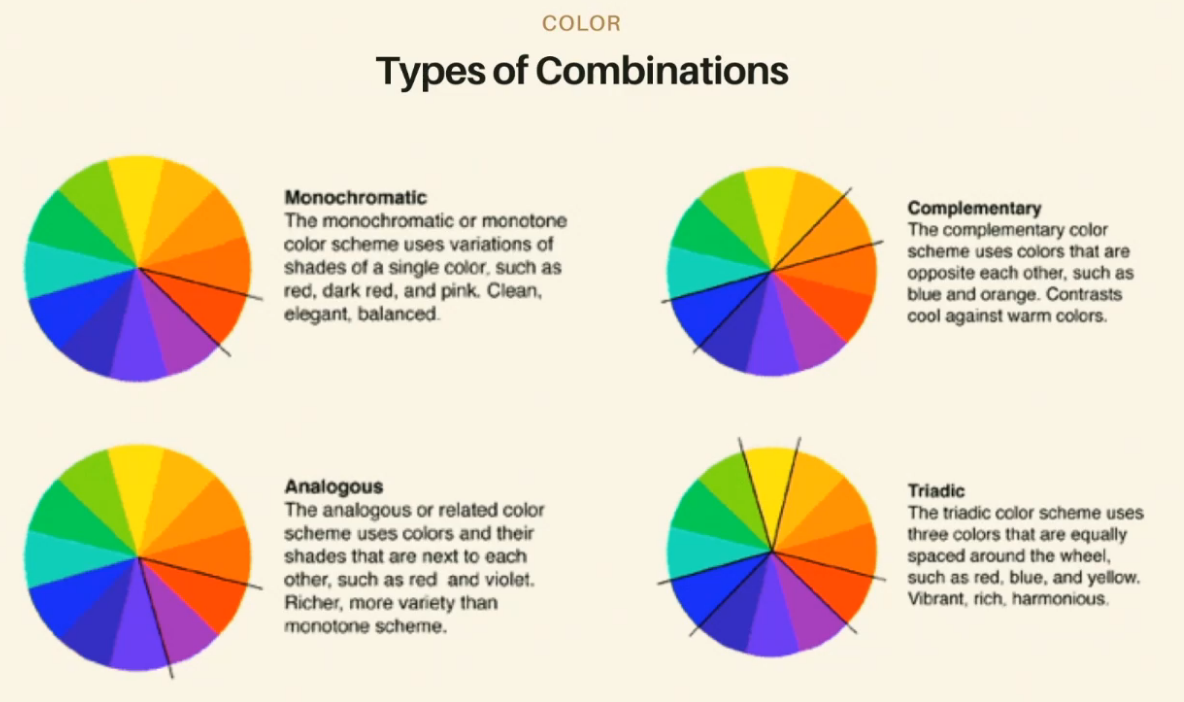 COLOR
Types of Combinations
Monochromatic
The monochromatic or monotone
color scheme uses variations of
shades of a single color, such as
red, dark red, and pink. Clean,
elegant, balanced.
Complementary
The complementary color
scheme uses colors that are
opposite each other, such as
blue and orange. Contrasts
cool against warm colors.
Analogous
The analogous or related color
scheme uses colors and their
shades that are next to each
other, such as red and violet.
Richer, more variety than
monotone scheme.
Triadic
The triadic color scheme uses
three colors that are equally
spaced around the wheel,
such as red, blue, and yellow.
Vibrant, rich, harmonious.